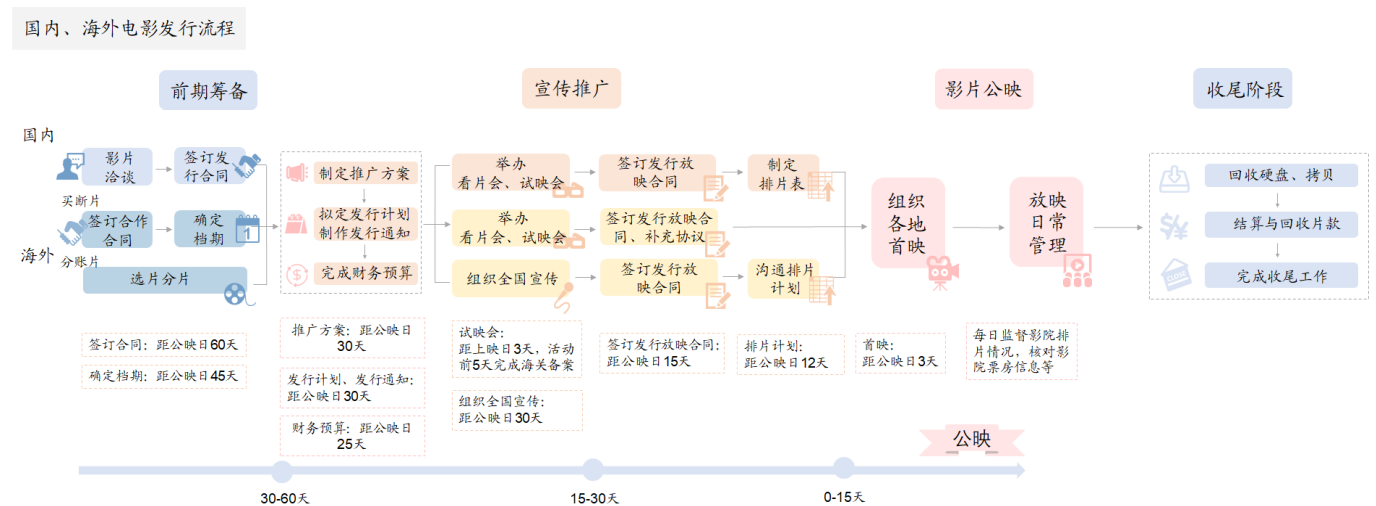 国内、海外电影发行流程
前期筹备
宣传推广
影片公映
收尾阶段
国内
影片
洽谈
签订发
行合同
买断片
签订合作
合同
确定
档期
1
海外
分账片
选片分片
制定推广方案
拟定发行计划
制作发行通知
完成财务预算
举办
看片会、试映会
签订发行放
映合同
制定
排片表
举办
看片会、试映会
签订发行放映合
同、补充协议
组织全国宣传
签订发行放
映合同
沟通排片
计划
组织
各地
首映
放映
日常
管理
回收硬盘、拷贝
结算与回收片款
CLOSE
完成收尾工作
签订合同：距公映日60天
确定档期：距公映日45天
推广方案：距公映日
30天
发行计划、发行通知：
距公映日30天
财务预算：距公映日
25天
试映会：
距上映日3天，活动
前5天完成海关备案
组织全国宣传：
距公映日30天
签订发行放映合同：
距公映日15天
排片计划：
距公映日12天
首映：
距公映日3天
每日监督影院排
片情况，核对影
院票房信息等
公映
30-60天
15-30天
0-15天